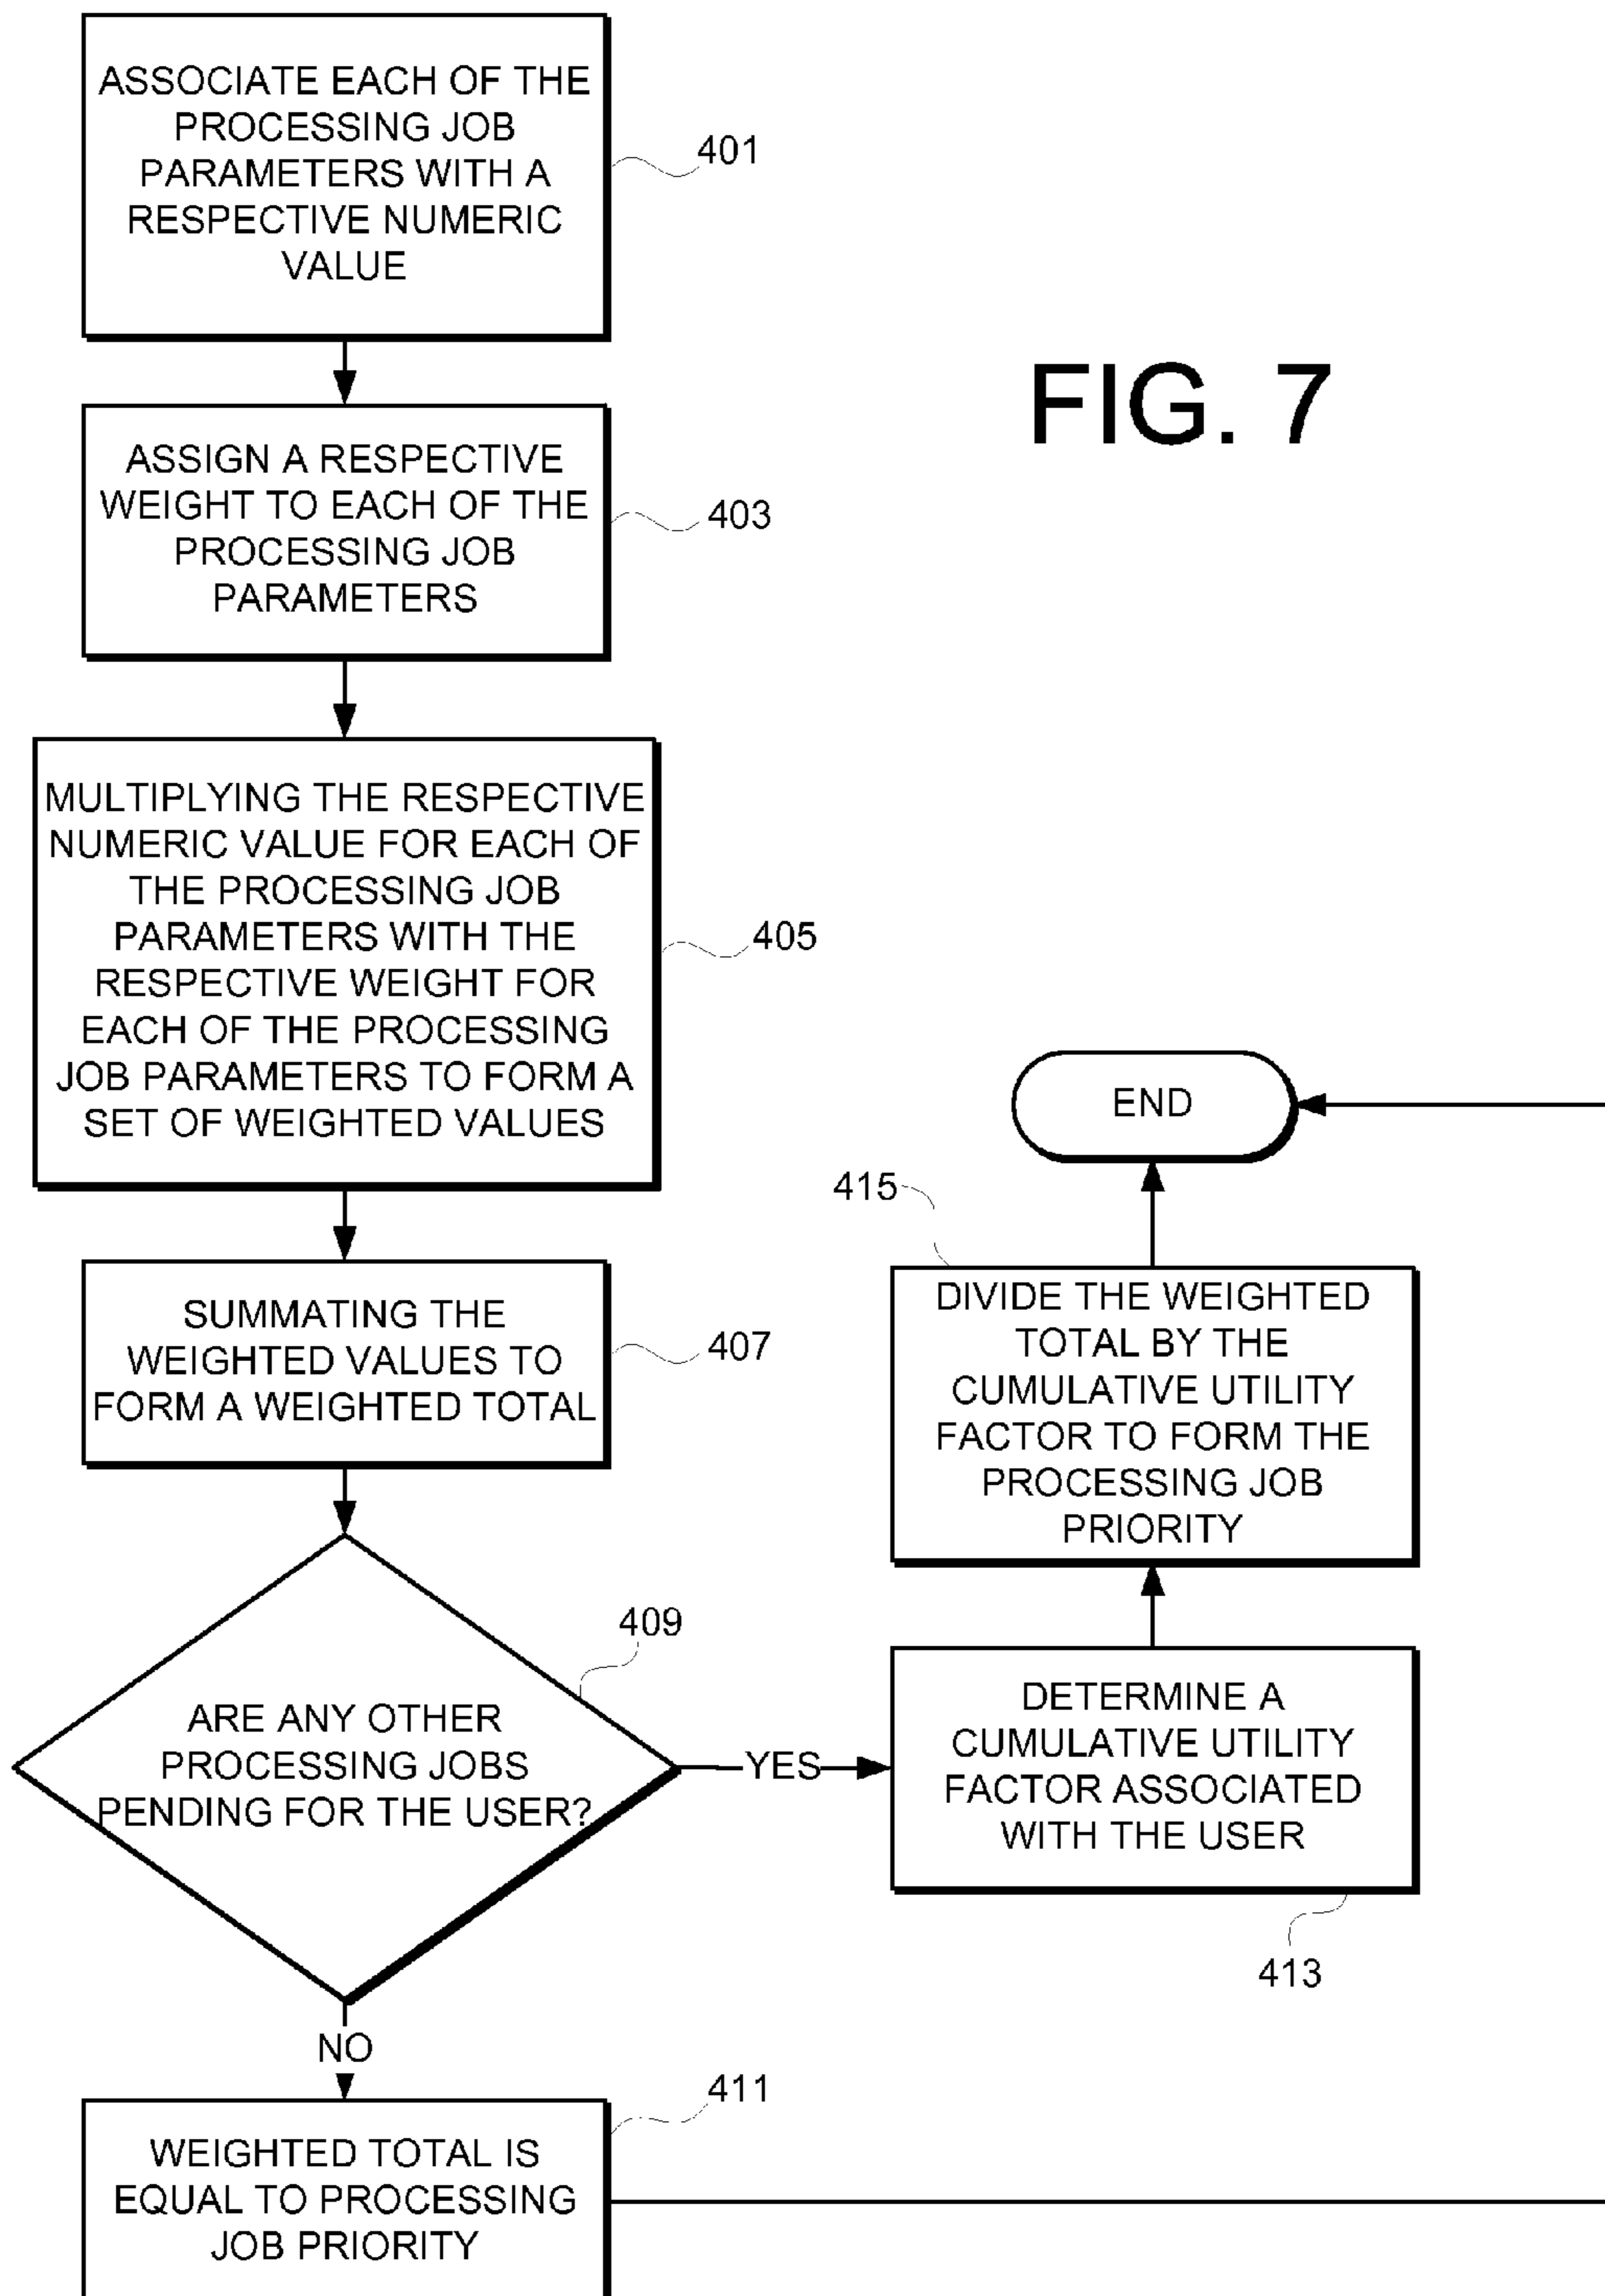 ASSOCIATE EACH OF THE
PROCESSING JOB
PARAMETERS WITH A
RESPECTIVE NUMERIC
VALUE
401
FIG. 7
ASSIGN A RESPECTIVE
WEIGHT TO EACH OF THE
PROCESSING JOB
PARAMETERS
403
MULTIPLYING THE RESPECTIVE
NUMERIC VALUE FOR EACH OF
THE PROCESSING JOB
PARAMETERS WITH THE
RESPECTIVE WEIGHT FOR
EACH OF THE PROCESSING
JOB PARAMETERS TO FORM A
SET OF WEIGHTED VALUES
405
SUMMATING THE
WEIGHTED VALUES TO
FORM A WEIGHTED TOTAL
407
ARE ANY OTHER
PROCESSING JOBS
PENDING FOR THE USER?
409
YES
NO
WEIGHTED TOTAL IS
EQUAL TO PROCESSING
JOB PRIORITY
411
END
415
DIVIDE THE WEIGHTED
TOTAL BY THE
CUMULATIVE UTILITY
FACTOR TO FORM THE
PROCESSING JOB
PRIORITY
DETERMINE A
CUMULATIVE UTILITY
FACTOR ASSOCIATED
WITH THE USER
413